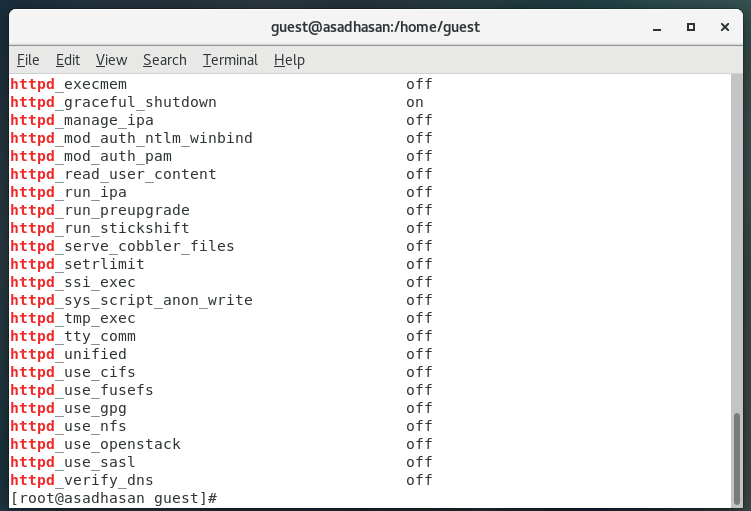 guest@asadhasan:/home/guest
File Edit View Search Terminal Help
httpd_execmem off
httpd_graceful_shutdown on
httpd_manage_ipa off
httpd_mod_auth_ntlm_winbind off
httpd_mod_auth_pam off
httpd_read_user_content off
httpd_run_ipa off
httpd_run_preupgrade off
httpd_run_stickshift off
httpd_serve_cobbler_files off
httpd_setrlimit off
httpd_ssi_exec off
httpd_sys_script_anon_write off
httpd_tmp_exec off
httpd_tty_comm off
httpd_unified off
httpd_use_cifs off
httpd_use_fusefs off
httpd_use_gpg off
httpd_use_nfs off
httpd_use_openstack off
httpd_use_sasl off
httpd_verify_dns off
[root@asadhasan guest]#